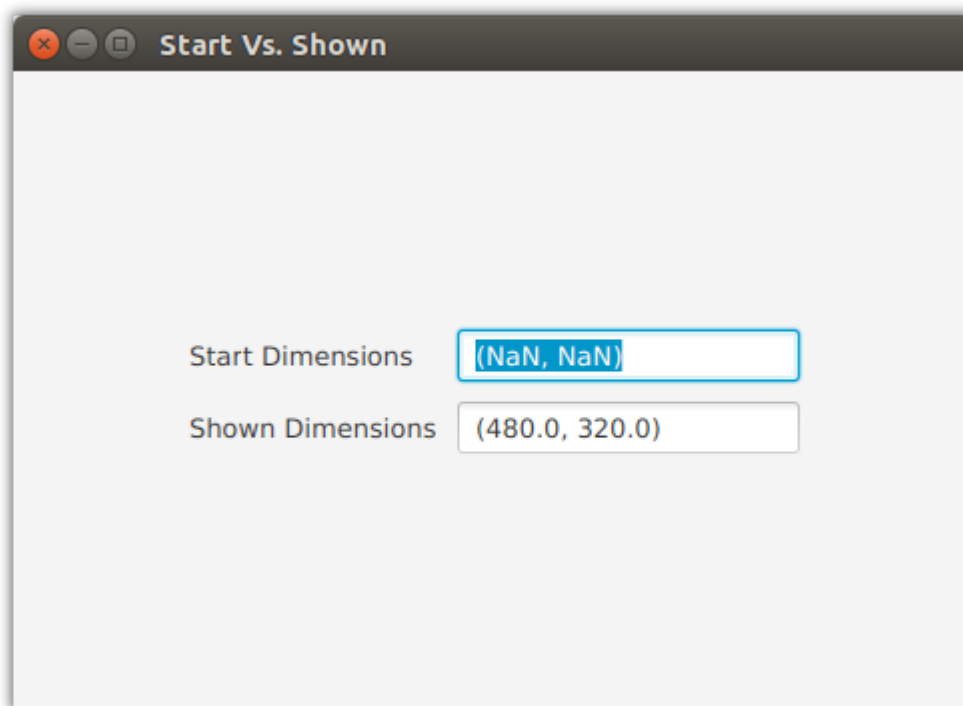 Start Vs. Shown
Start Dimensions (NaN, NaN)
Shown Dimensions (480.0, 320.0)